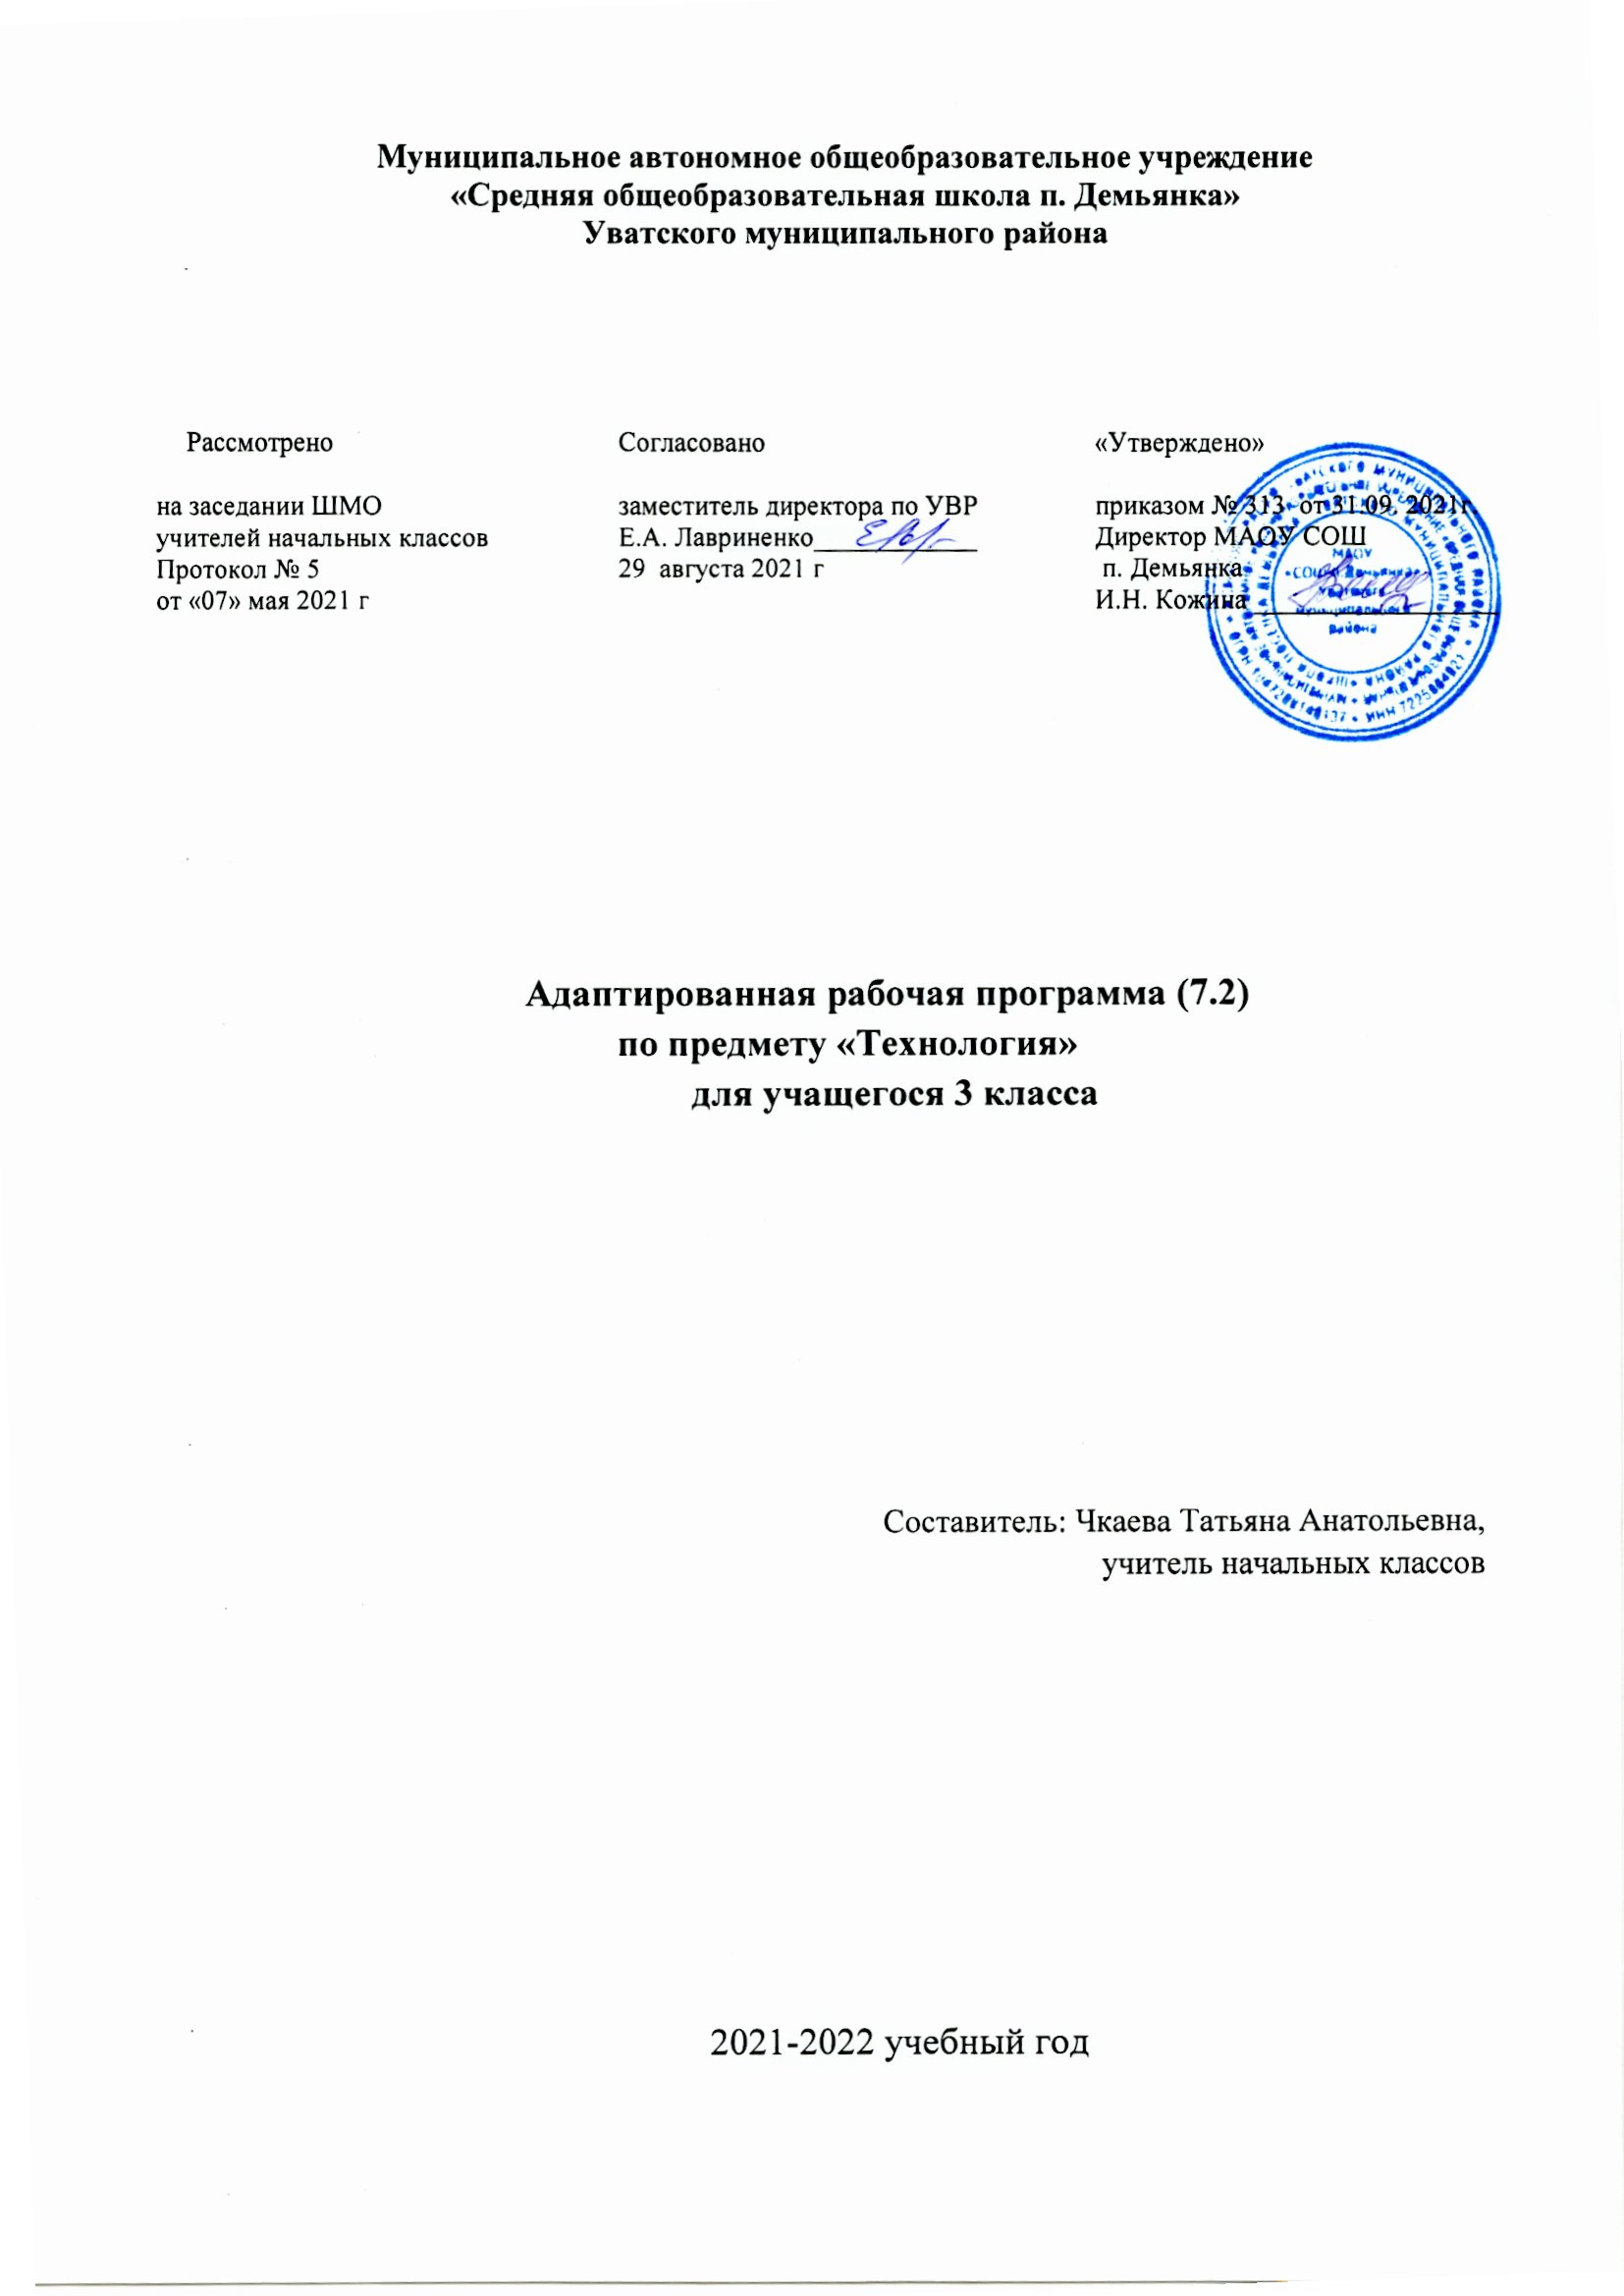 Муниципальное автономное общеобразовательное учреждение
«Средняя общеобразовательная школа п. Демьянка»
Уватского муниципального района
Рассмотрено
на заседании ШМО
учителей начальных классов
Протокол № 5
от «07» мая 2021 г
Согласовано
заместитель директора по УВР
Е.А. Лавриненко
29 августа 2021 г
«Утверждено»
приказом № 313 от 31.09. 2021г.
Директор МАОУ СОШ
п. Демьянка
И.Н. Кожина
МАОУ
района
Адаптированная рабочая программа (7.2)
по предмету «Технология»
для учащегося 3 класса
Составитель: Чкаева Татьяна Анатольевна,
учитель начальных классов
2021-2022 учебный год